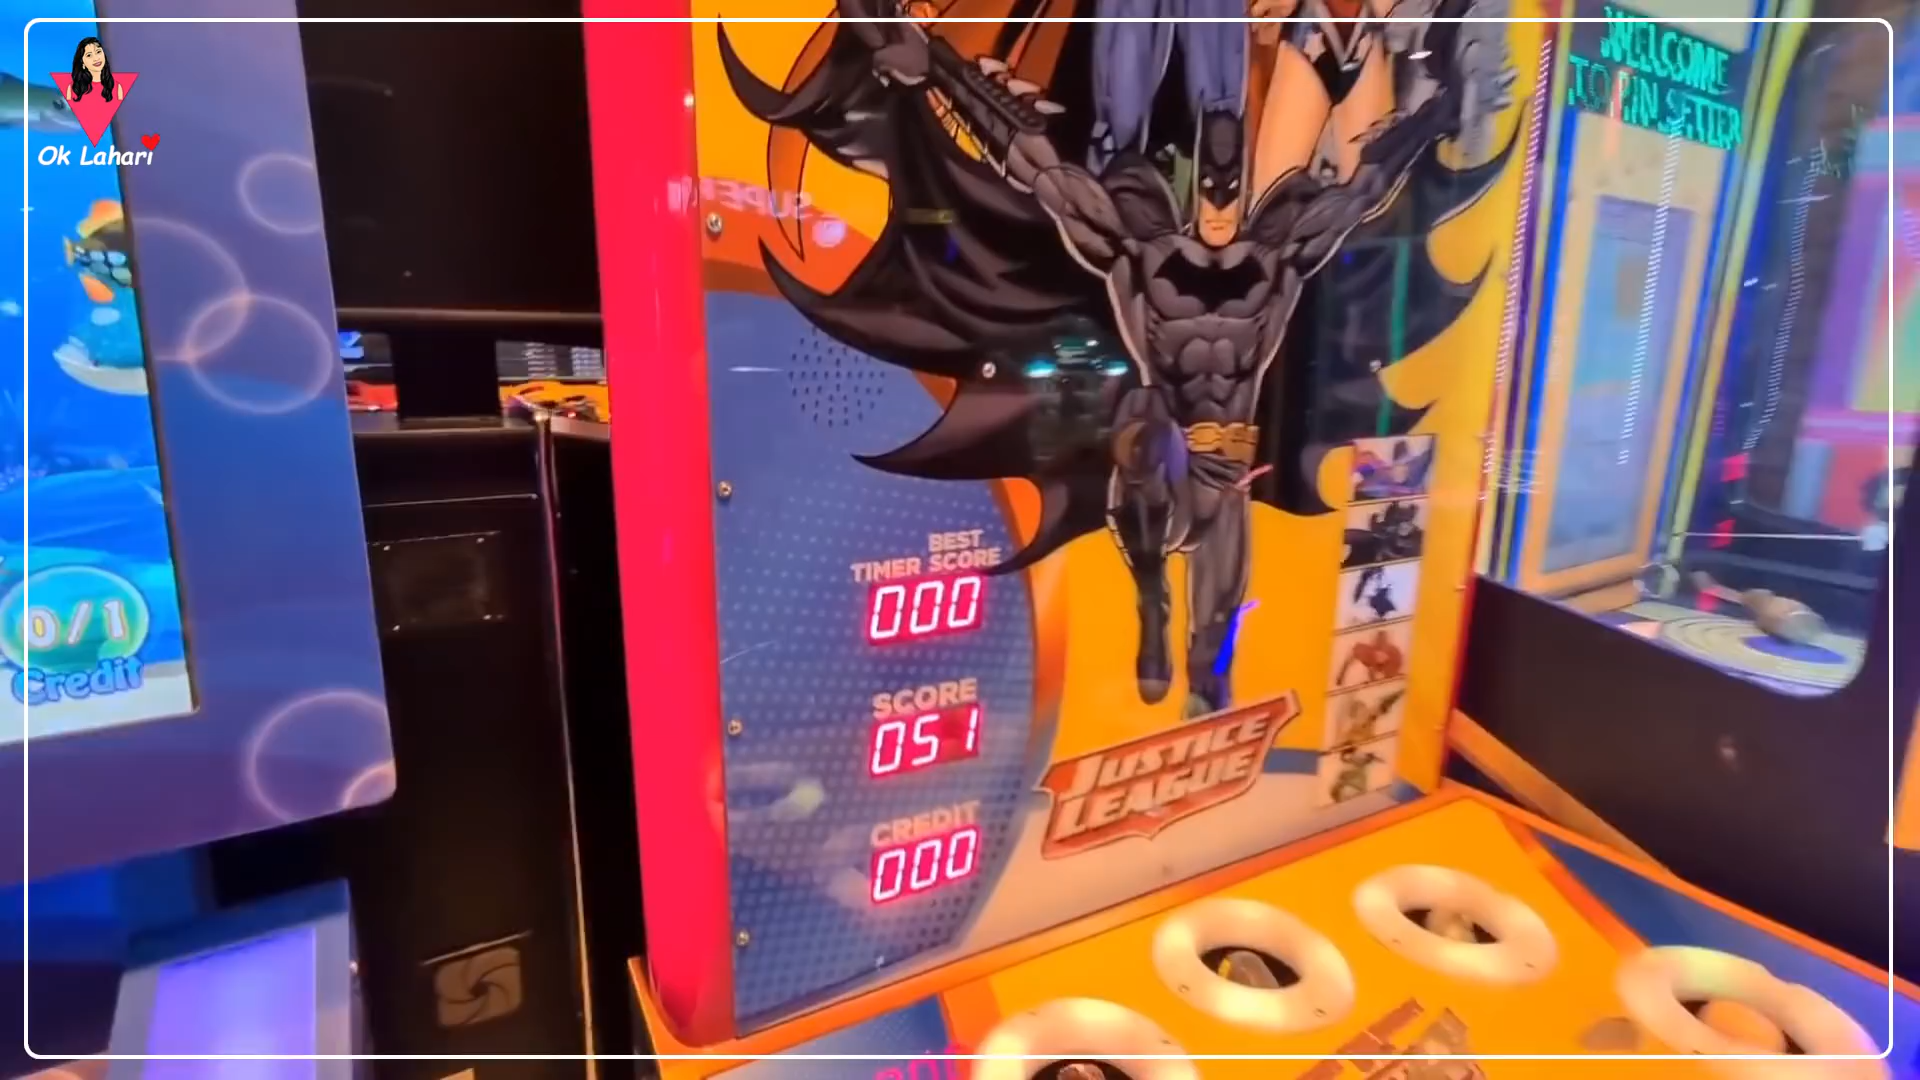 Ok Lahari
WELCOME
TO PIN SETTER
BEST
TIMER SCORE
000
SCORE
051
CREDIT
000
JUSTICE
LEAGUE
0/1
Credit